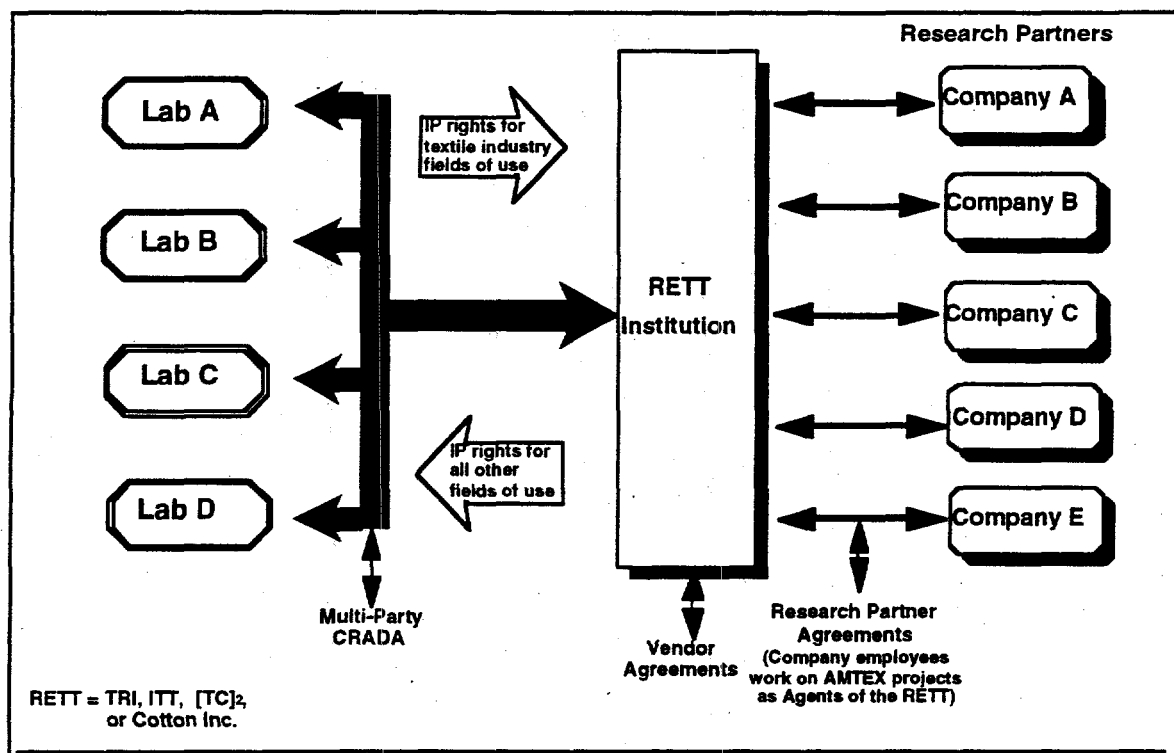 Research Partners
Lab A
Lab B
Lab C
Lab D
IP rights for
textile industry
fields of use
IP rights for
all other
fields of use
Multi-Party
CRADA
RETT
Institution
Vendor
Agreements
Company A
Company B
Company C
Company D
Company E
Research Partner
Agreements
(Company employees
work on AMTEX projects
as Agents of the RETT)
RETT = TRI, ITT, [TC]2,
or Cotton Inc.